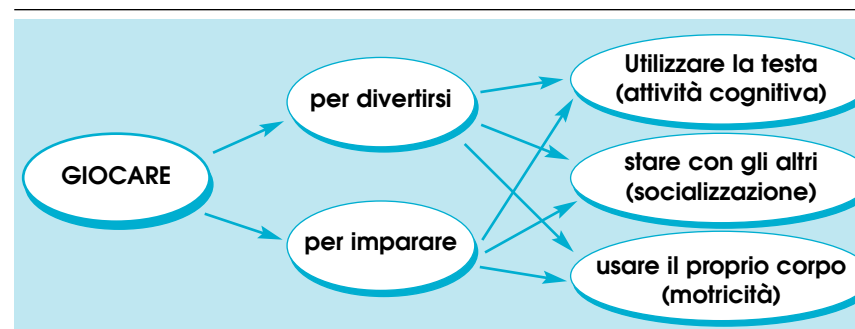 GIOCARE
per divertirsi
per imparare
Utilizzare la testa
(attività cognitiva)
stare con gli altri
(socializzazione)
usare il proprio corpo
(motricità)